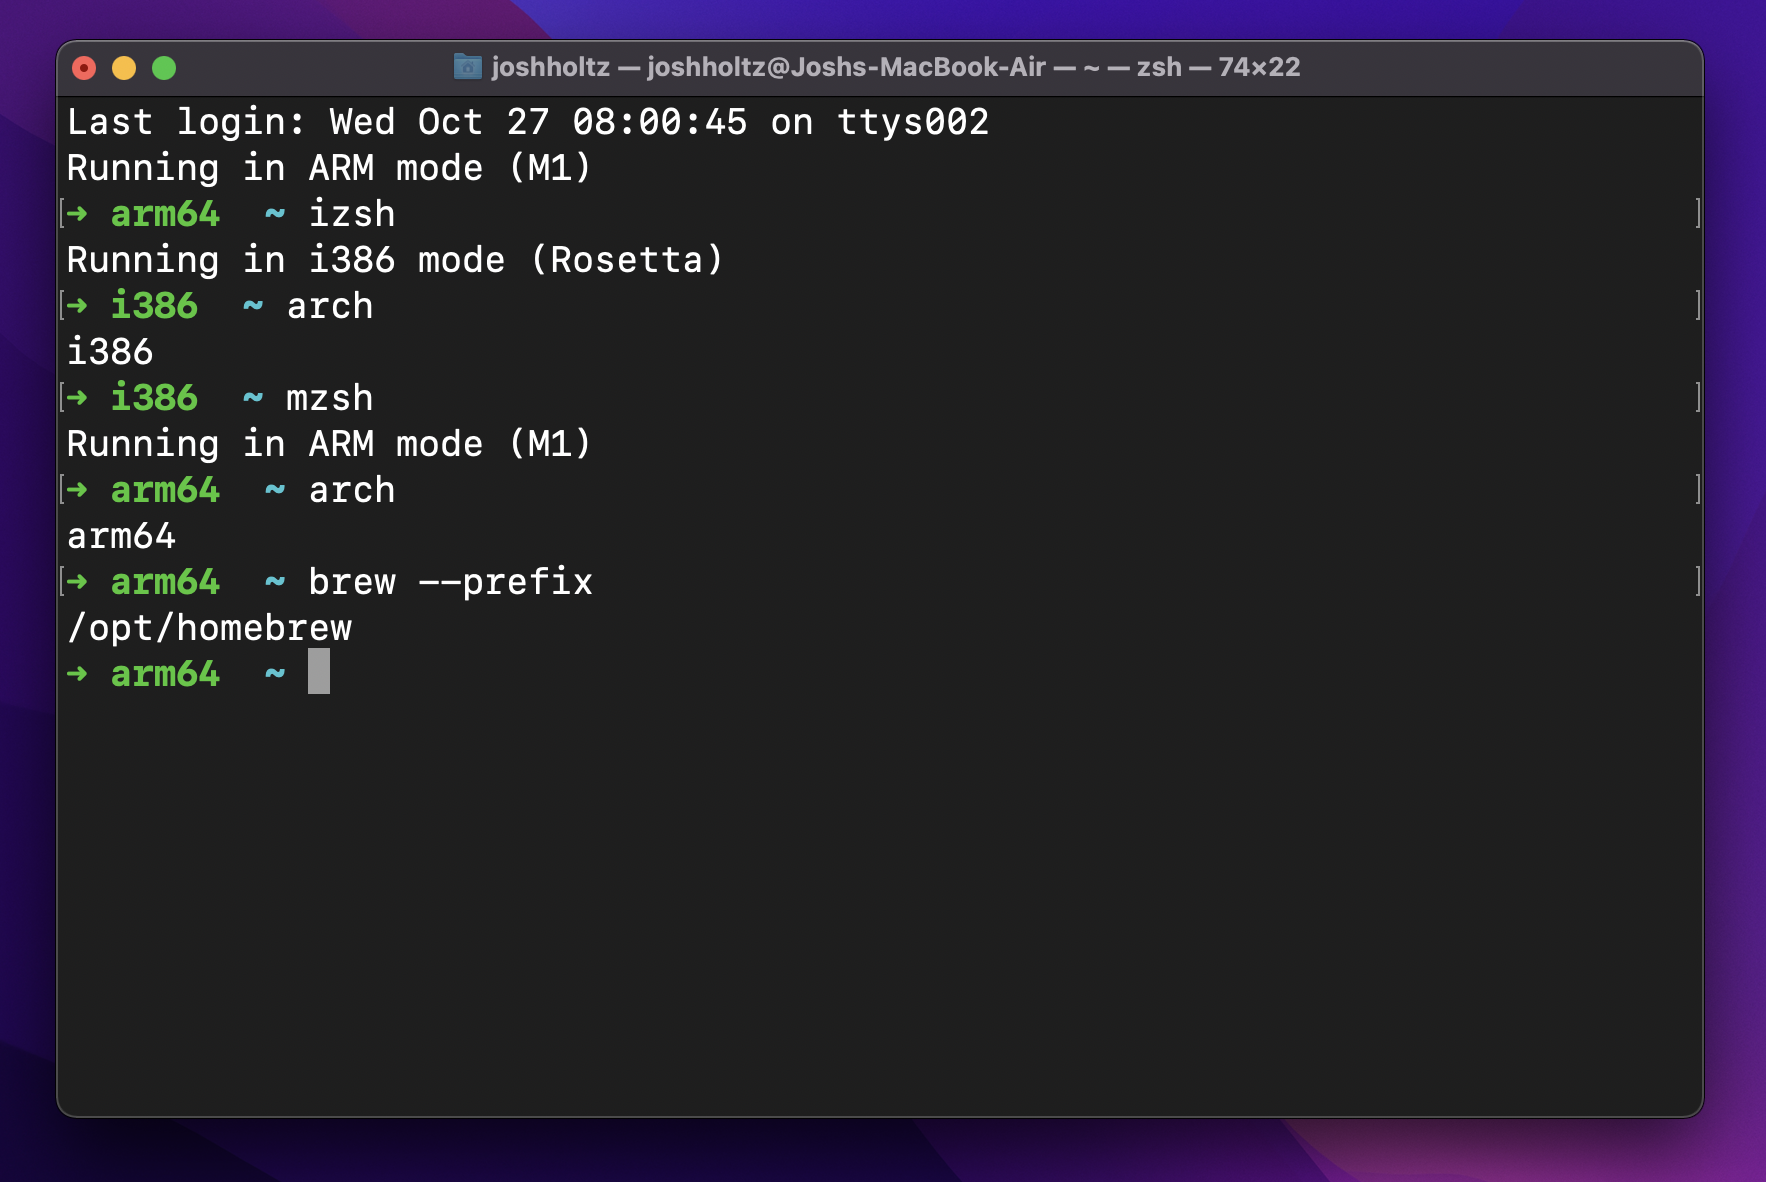 joshholtz — joshholtz@Joshs-MacBook-Air — ~ — zsh — 74×22
Last login: Wed Oct 27 08:00:45 on ttys002
Running in ARM mode (M1)
[➜ arm64  ~ izsh ]
Running in i386 mode (Rosetta)
[➜ i386  ~ arch ]
i386
[➜ i386  ~ mzsh ]
Running in ARM mode (M1)
[➜ arm64  ~ arch ]
arm64
[➜ arm64  ~ brew --prefix ]
/opt/homebrew
➜ arm64  ~